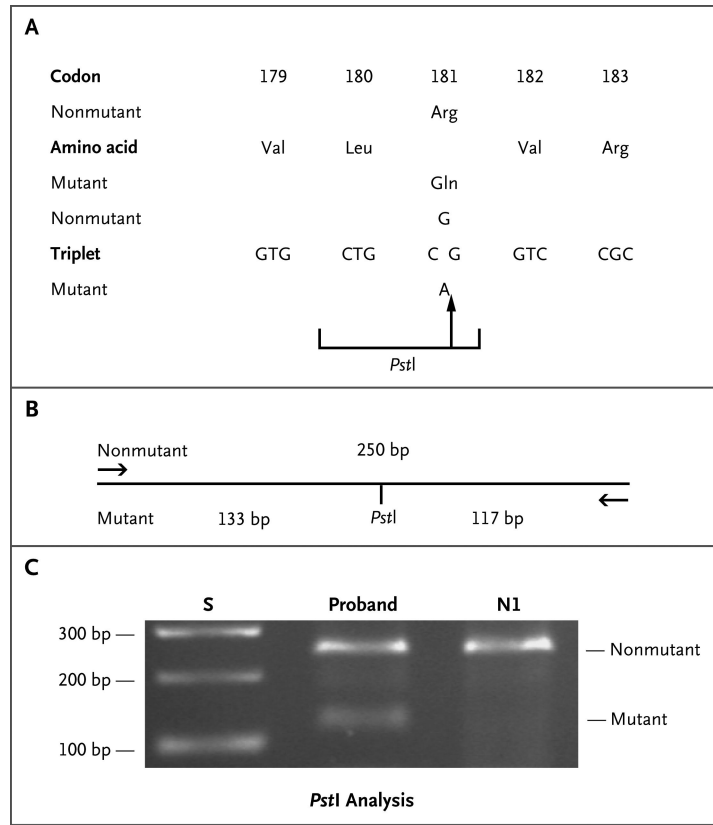 A
Codon 179 180 181 182 183
Nonmutant Arg
Amino acid Val Leu Val Arg
Mutant Gln
Nonmutant G
Triplet GTG CTG C G GTC CGC
Mutant A
PstI
B
Nonmutant 250 bp
Mutant 133 bp PstI 117 bp
C
S Proband N1
300 bp
Nonmutant
200 bp
Mutant
100 bp
PstI Analysis